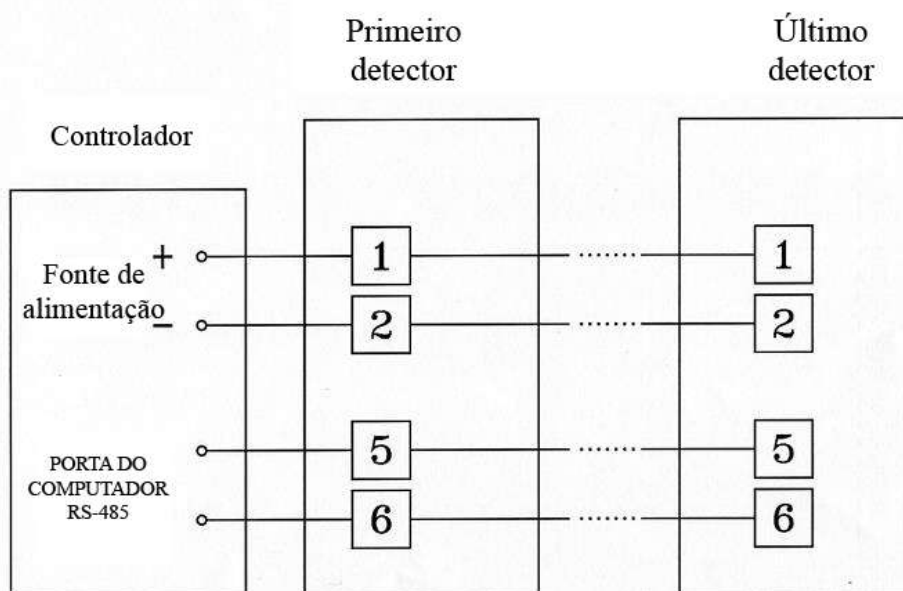 Primeiro
detector
Último
detector
Controlador
Fonte de
alimentação
+
−
1
2
1
2
PORTA DO
COMPUTADOR
RS-485
5
6
5
6